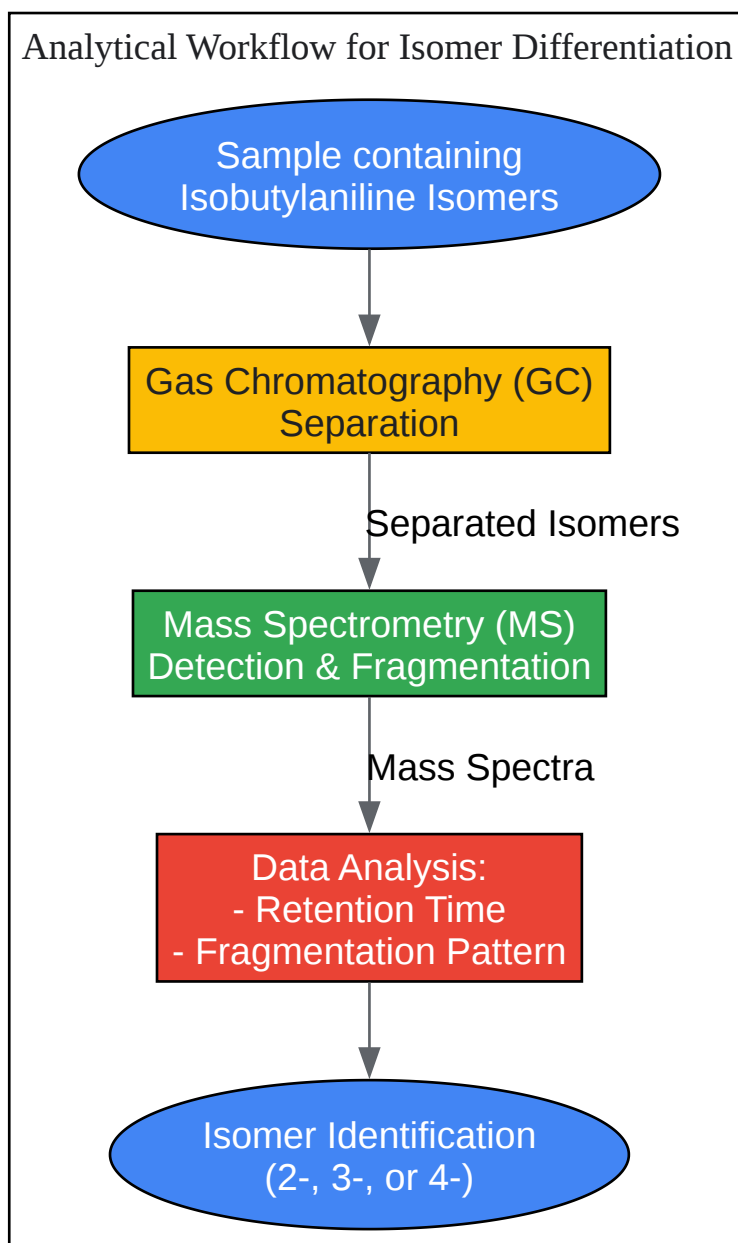 Analytical Workflow for Isomer Differentiation
Sample containing
Isobutylaniline Isomers
Gas Chromatography (GC)
Separation
Separated Isomers
Mass Spectrometry (MS)
Detection & Fragmentation
Mass Spectra
Data Analysis:
- Retention Time
- Fragmentation Pattern
Isomer Identification
(2-, 3-, or 4-)